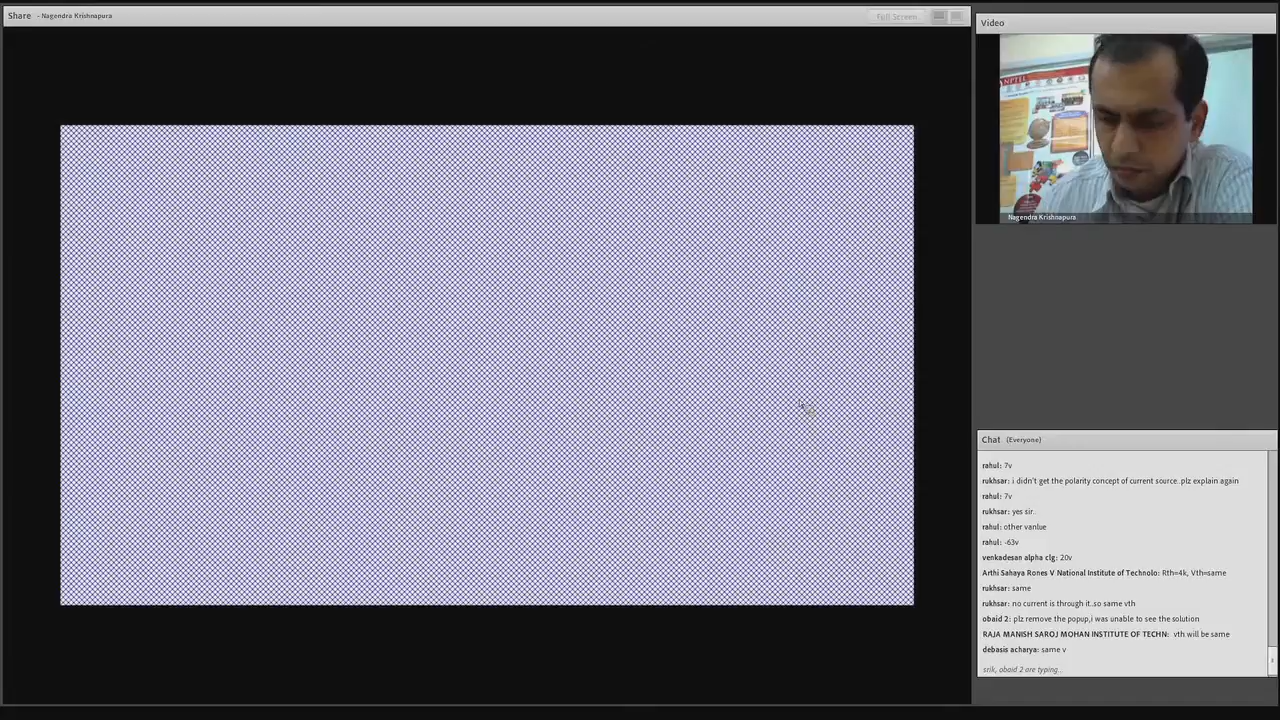 Share - Nagendra Krishnapura
Full Screen
Video
NPTEL
Nagendra Krishnapura
Chat (Everyone)
rahul: 7v
rukhsar: i didn't get the polarity concept of current source..plz explain again
rahul: 7v
rukhsar: yes sir..
rahul: other vanlue
rahul: -63v
venkadesan alpha clg: 20v
Arthi Sahaya Rones V National Institute of Technolo: Rth=4k, Vth=same
rukhsar: same
rukhsar: no current is through it..so same vth
obaid 2: plz remove the popup,i was unable to see the solution
RAJA MANISH SAROJ MOHAN INSTITUTE OF TECHN: vth will be same
debasis acharya: same v
srik, obaid 2 are typing...